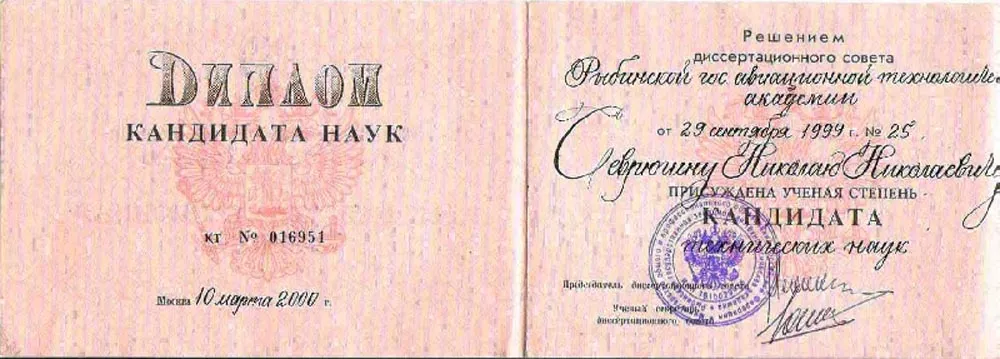 ДИПЛОМ
КАНДИДАТА НАУК
КТ № 016951
Москва 10 марта 2000 г.
Решением
диссертационного совета
Рыбинской гос авиационной технологической
академии
от 29 сентября 1999 г. № 25.
Севрюгину Николаю Николаевичу
ПРИСУЖДЕНА УЧЕНАЯ СТЕПЕНЬ
КАНДИДАТА
технических наук
Председатель диссертационного совета
Ученый секретарь
диссертационного совета